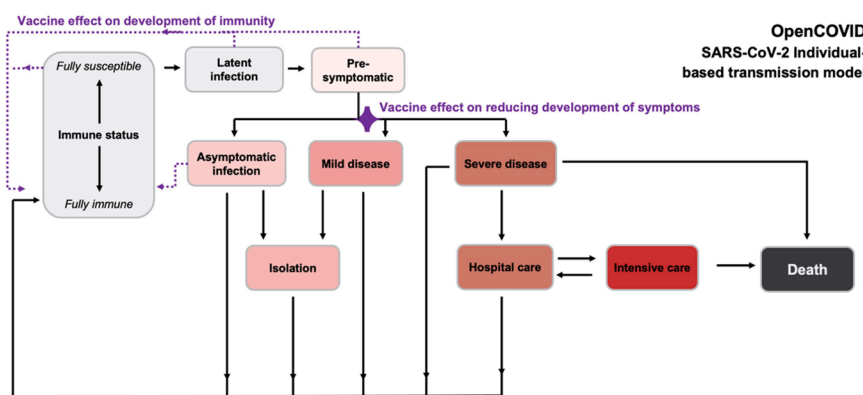 Vaccine effect on development of immunity
OpenCOVID
SARS-CoV-2 Individual-
based transmission model
Fully susceptible
Latent
infection
Pre-
symptomatic
Vaccine effect on reducing development of symptoms
Immune status
Asymptomatic
infection
Mild disease
Severe disease
Fully immune
Isolation
Hospital care
Intensive care
Death